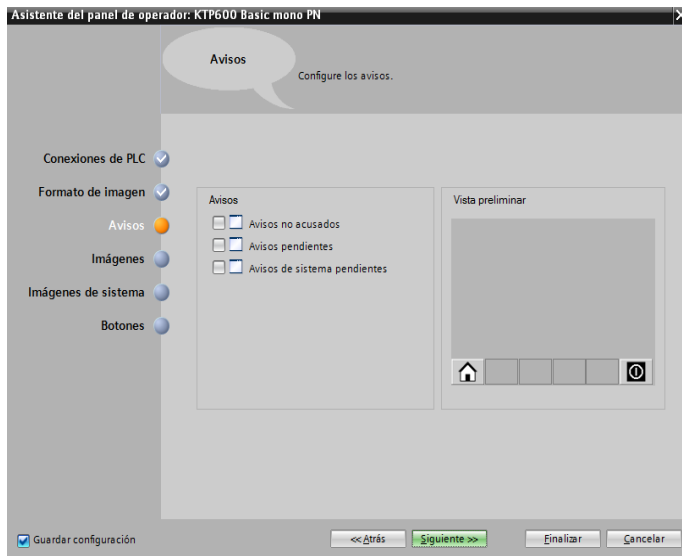 Asistente del panel de operador: KTP600 Basic mono PN
Avisos
Configure los avisos.
Conexiones de PLC
Formato de imagen
Avisos
Imágenes
Imágenes de sistema
Botones
Avisos
Avisos no acusados
Avisos pendientes
Avisos de sistema pendientes
Vista preliminar
Guardar configuración
<< Atrás
Siguiente >>
Finalizar
Cancelar